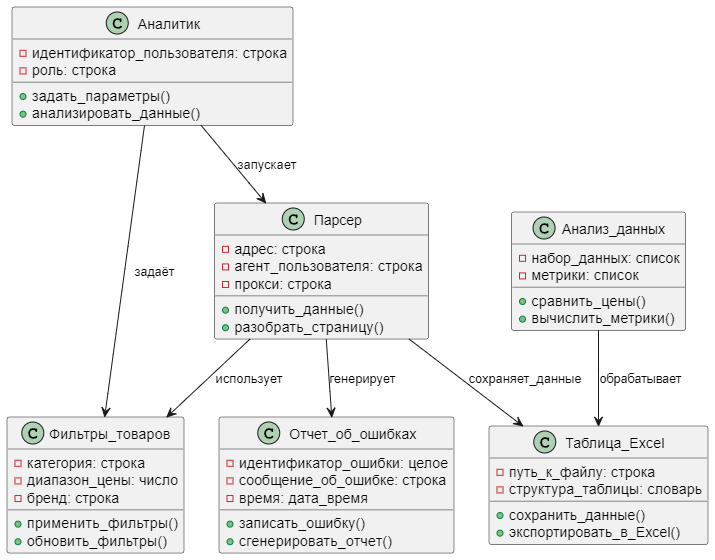 C Аналитик
идентификатор_пользователя: строка
роль: строка
задать_параметры()
анализировать_данные()
запускает
задаёт
C Парсер
адрес: строка
агент_пользователя: строка
прокси: строка
получить_данные()
разобрать_страницу()
C Анализ_данных
набор_данных: список
метрики: список
сравнить_цены()
вычислить_метрики()
использует
генерирует
сохраняет_данные
обрабатывает
C Фильтры_товаров
категория: строка
диапазон_цены: число
бренд: строка
применить_фильтры()
обновить_фильтры()
C Отчет_об_ошибках
идентификатор_ошибки: целое
сообщение_об_ошибке: строка
время: дата_время
записать_ошибку()
сгенерировать_отчет()
C Таблица_Excel
путь_к_файлу: строка
структура_таблицы: словарь
сохранить_данные()
экспортировать_в_Excel()